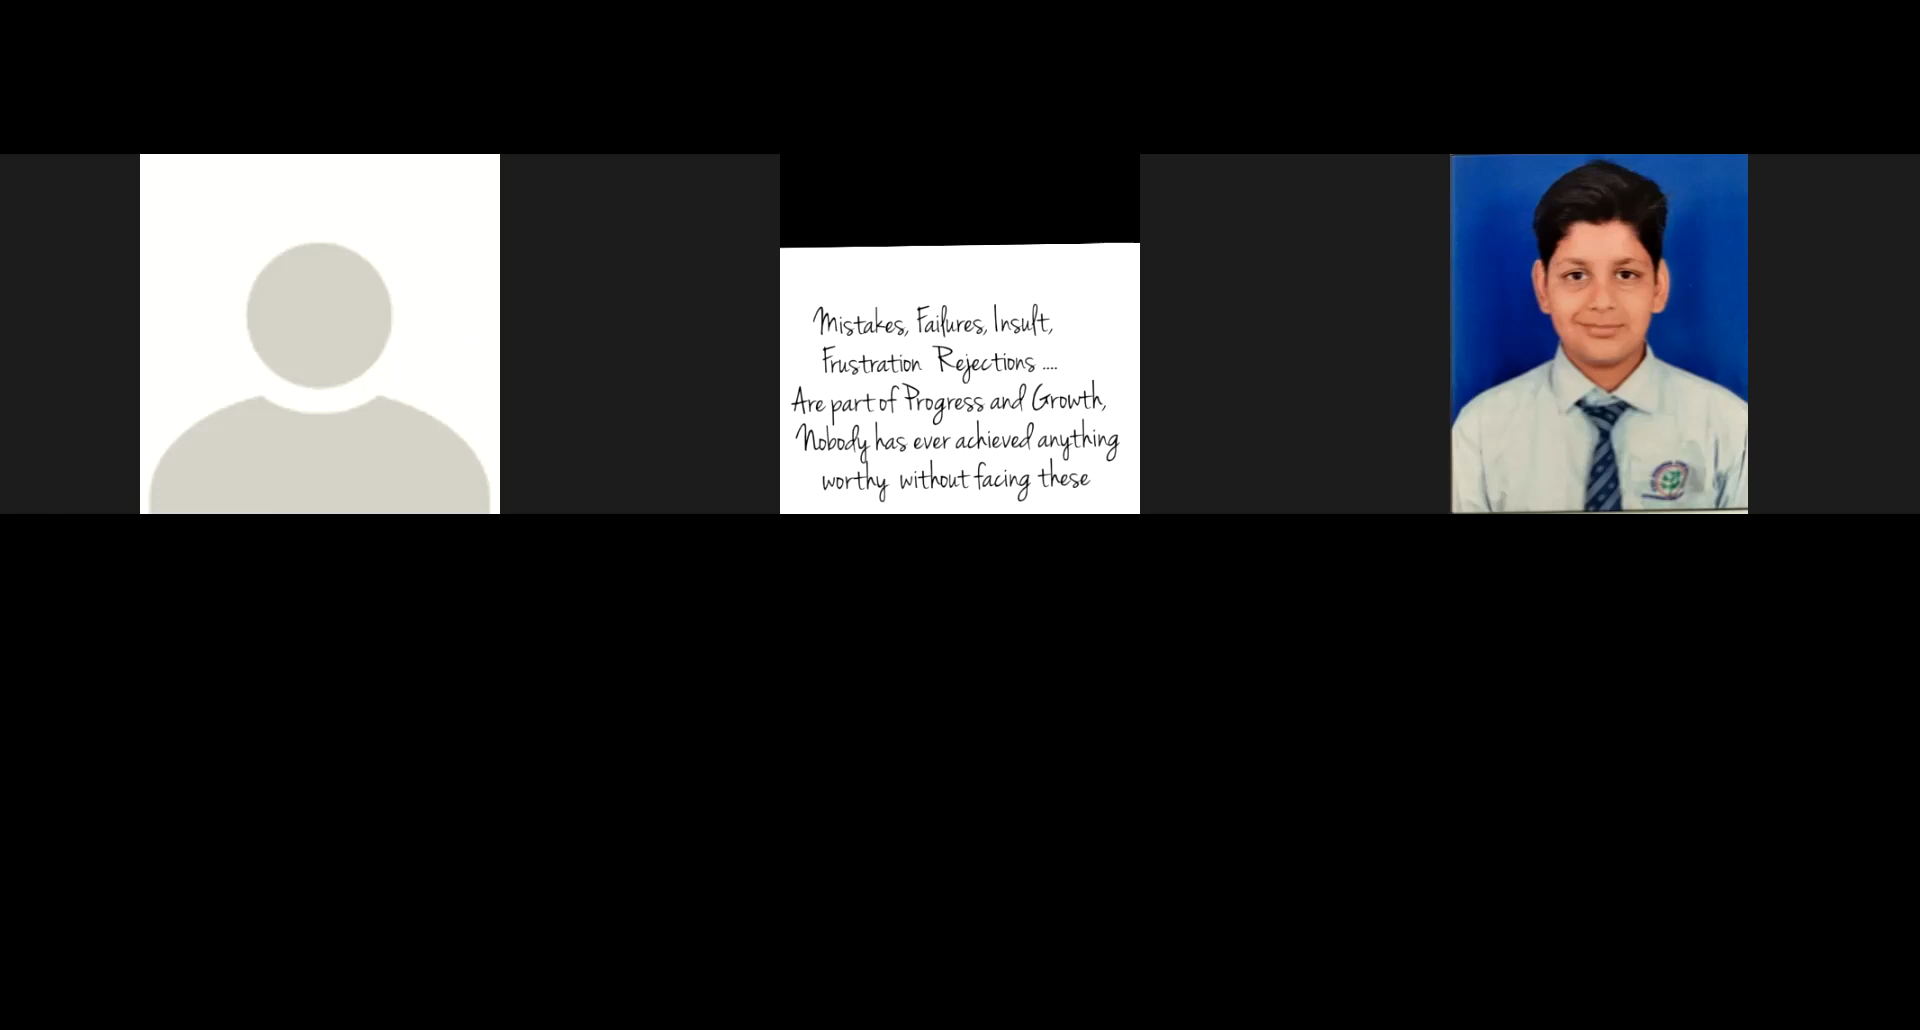 Mistakes, Failures, Insult,
Frustration Rejections ....
Are part of Progress and Growth,
Nobody has ever achieved anything
worthy without facing these